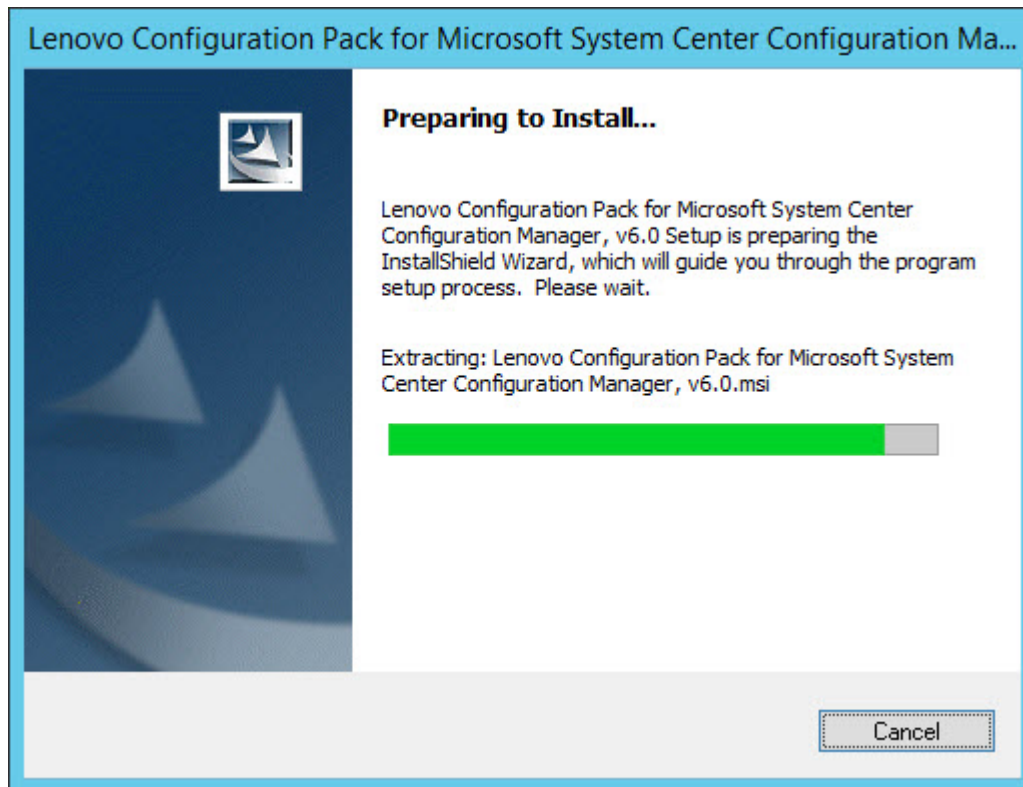 Lenovo Configuration Pack for Microsoft System Center Configuration Ma...
Preparing to Install...
Lenovo Configuration Pack for Microsoft System Center
Configuration Manager, v6.0 Setup is preparing the
InstallShield Wizard, which will guide you through the program
setup process.  Please wait.
Extracting: Lenovo Configuration Pack for Microsoft System
Center Configuration Manager, v6.0.msi
Cancel